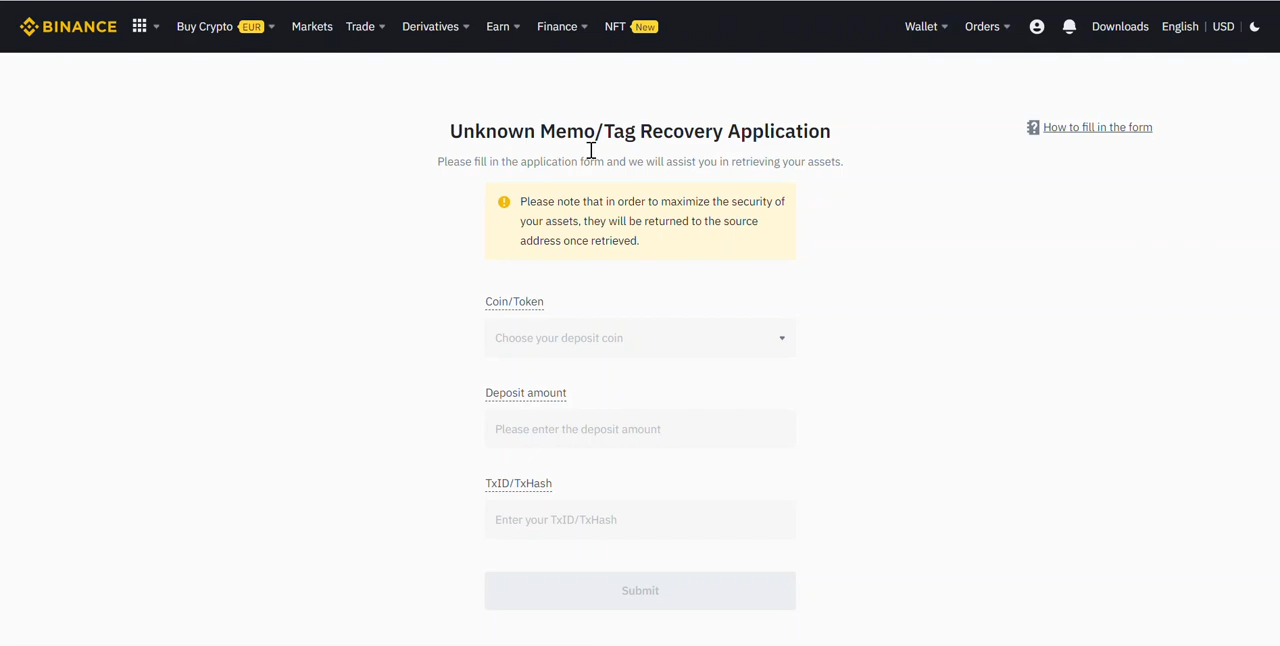 BINANCE Buy Crypto EUR Markets Trade Derivatives Earn Finance NFT New Wallet Orders Downloads English | USD |
Unknown Memo/Tag Recovery Application
How to fill in the form
Please fill in the application form and we will assist you in retrieving your assets.
Please note that in order to maximize the security of
your assets, they will be returned to the source
address once retrieved.
Coin/Token
Choose your deposit coin
Deposit amount
Please enter the deposit amount
TxID/TxHash
Enter your TxID/TxHash
Submit